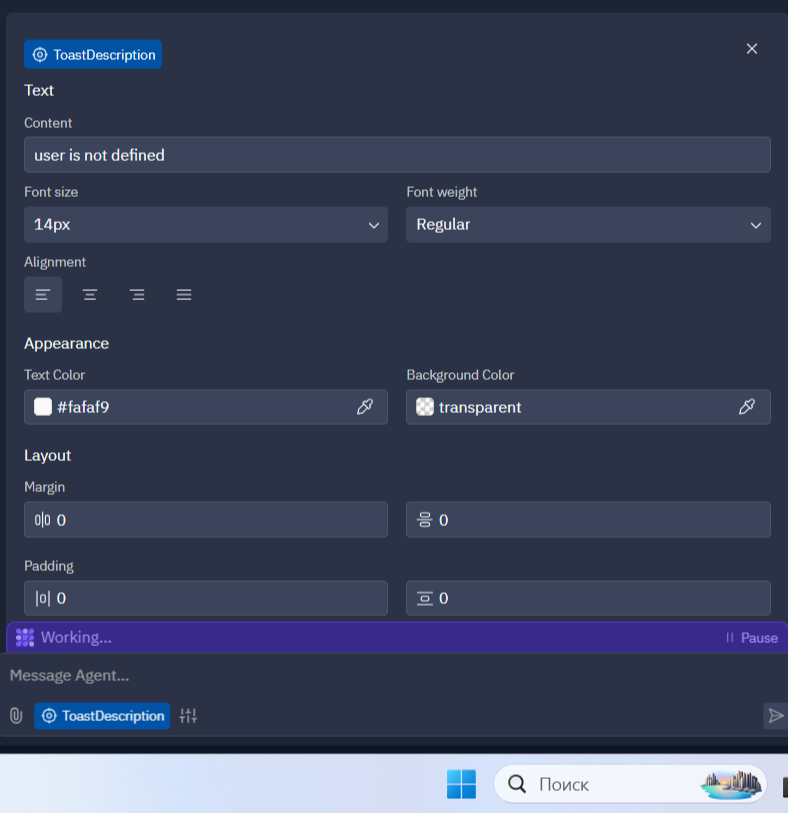 ToastDescription
Text
Content
user is not defined
Font size Font weight
14px Regular
Alignment
Appearance
Text Color Background Color
#fafaf9 transparent
Layout
Margin
0 0
Padding
0 0
Working... Pause
Message Agent...
ToastDescription
Поиск